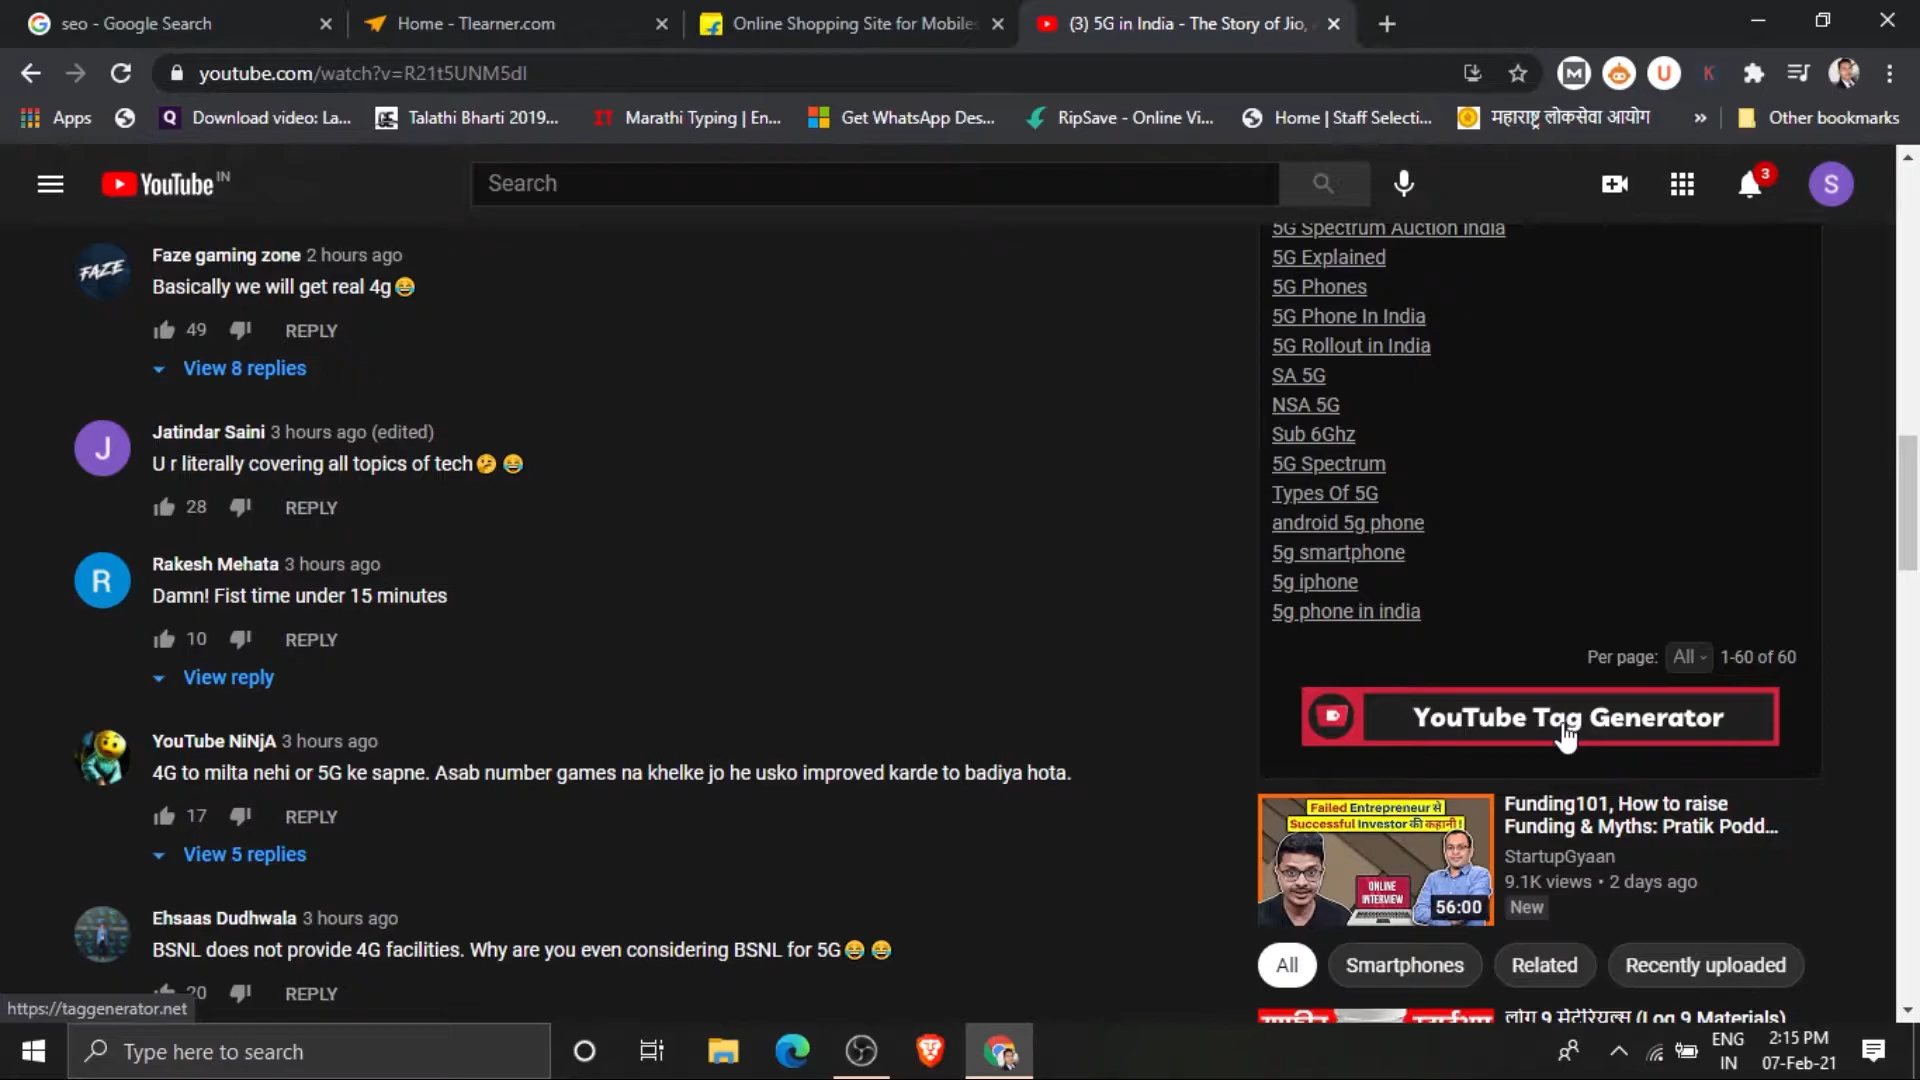 seo - Google Search
Home - Tlearner.com
Online Shopping Site for Mobiles
(3) 5G in India - The Story of Jio,
youtube.com/watch?v=R21t5UNM5dI
Apps
Download video: La...
Talathi Bharti 2019...
Marathi Typing | En...
Get WhatsApp Des...
RipSave - Online Vi...
Home | Staff Selecti...
महाराष्ट्र लोकसेवा आयोग
Other bookmarks
YouTube IN
Search
3
S
Faze gaming zone 2 hours ago
FAZE
Basically we will get real 4g😂
49 REPLY
View 8 replies
J
Jatindar Saini 3 hours ago (edited)
U r literally covering all topics of tech🤔😂
28 REPLY
R
Rakesh Mehata 3 hours ago
Damn! Fist time under 15 minutes
10 REPLY
View reply
YouTube NiNjA 3 hours ago
4G to milta nehi or 5G ke sapne. Asab number games na khelke jo he usko improved karde to badiya hota.
17 REPLY
View 5 replies
Ehsaas Dudhwala 3 hours ago
BSNL does not provide 4G facilities. Why are you even considering BSNL for 5G😂😂
20 REPLY
5G Spectrum Auction India
5G Explained
5G Phones
5G Phone In India
5G Rollout in India
SA 5G
NSA 5G
Sub 6Ghz
5G Spectrum
Types Of 5G
android 5g phone
5g smartphone
5g iphone
5g phone in india
Per page: All 1-60 of 60
YouTube Tag Generator
Failed Entrepreneur से
Successful Investor की कहानी!
ONLINE
INTERVIEW
56:00
Funding101, How to raise
Funding & Myths: Pratik Podd...
StartupGyaan
9.1K views • 2 days ago
New
All
Smartphones
Related
Recently uploaded
लोग 9 मेटेरियल्स (Log 9 Materials)
https://taggenerator.net
Type here to search
ENG
IN
2:15 PM
07-Feb-21